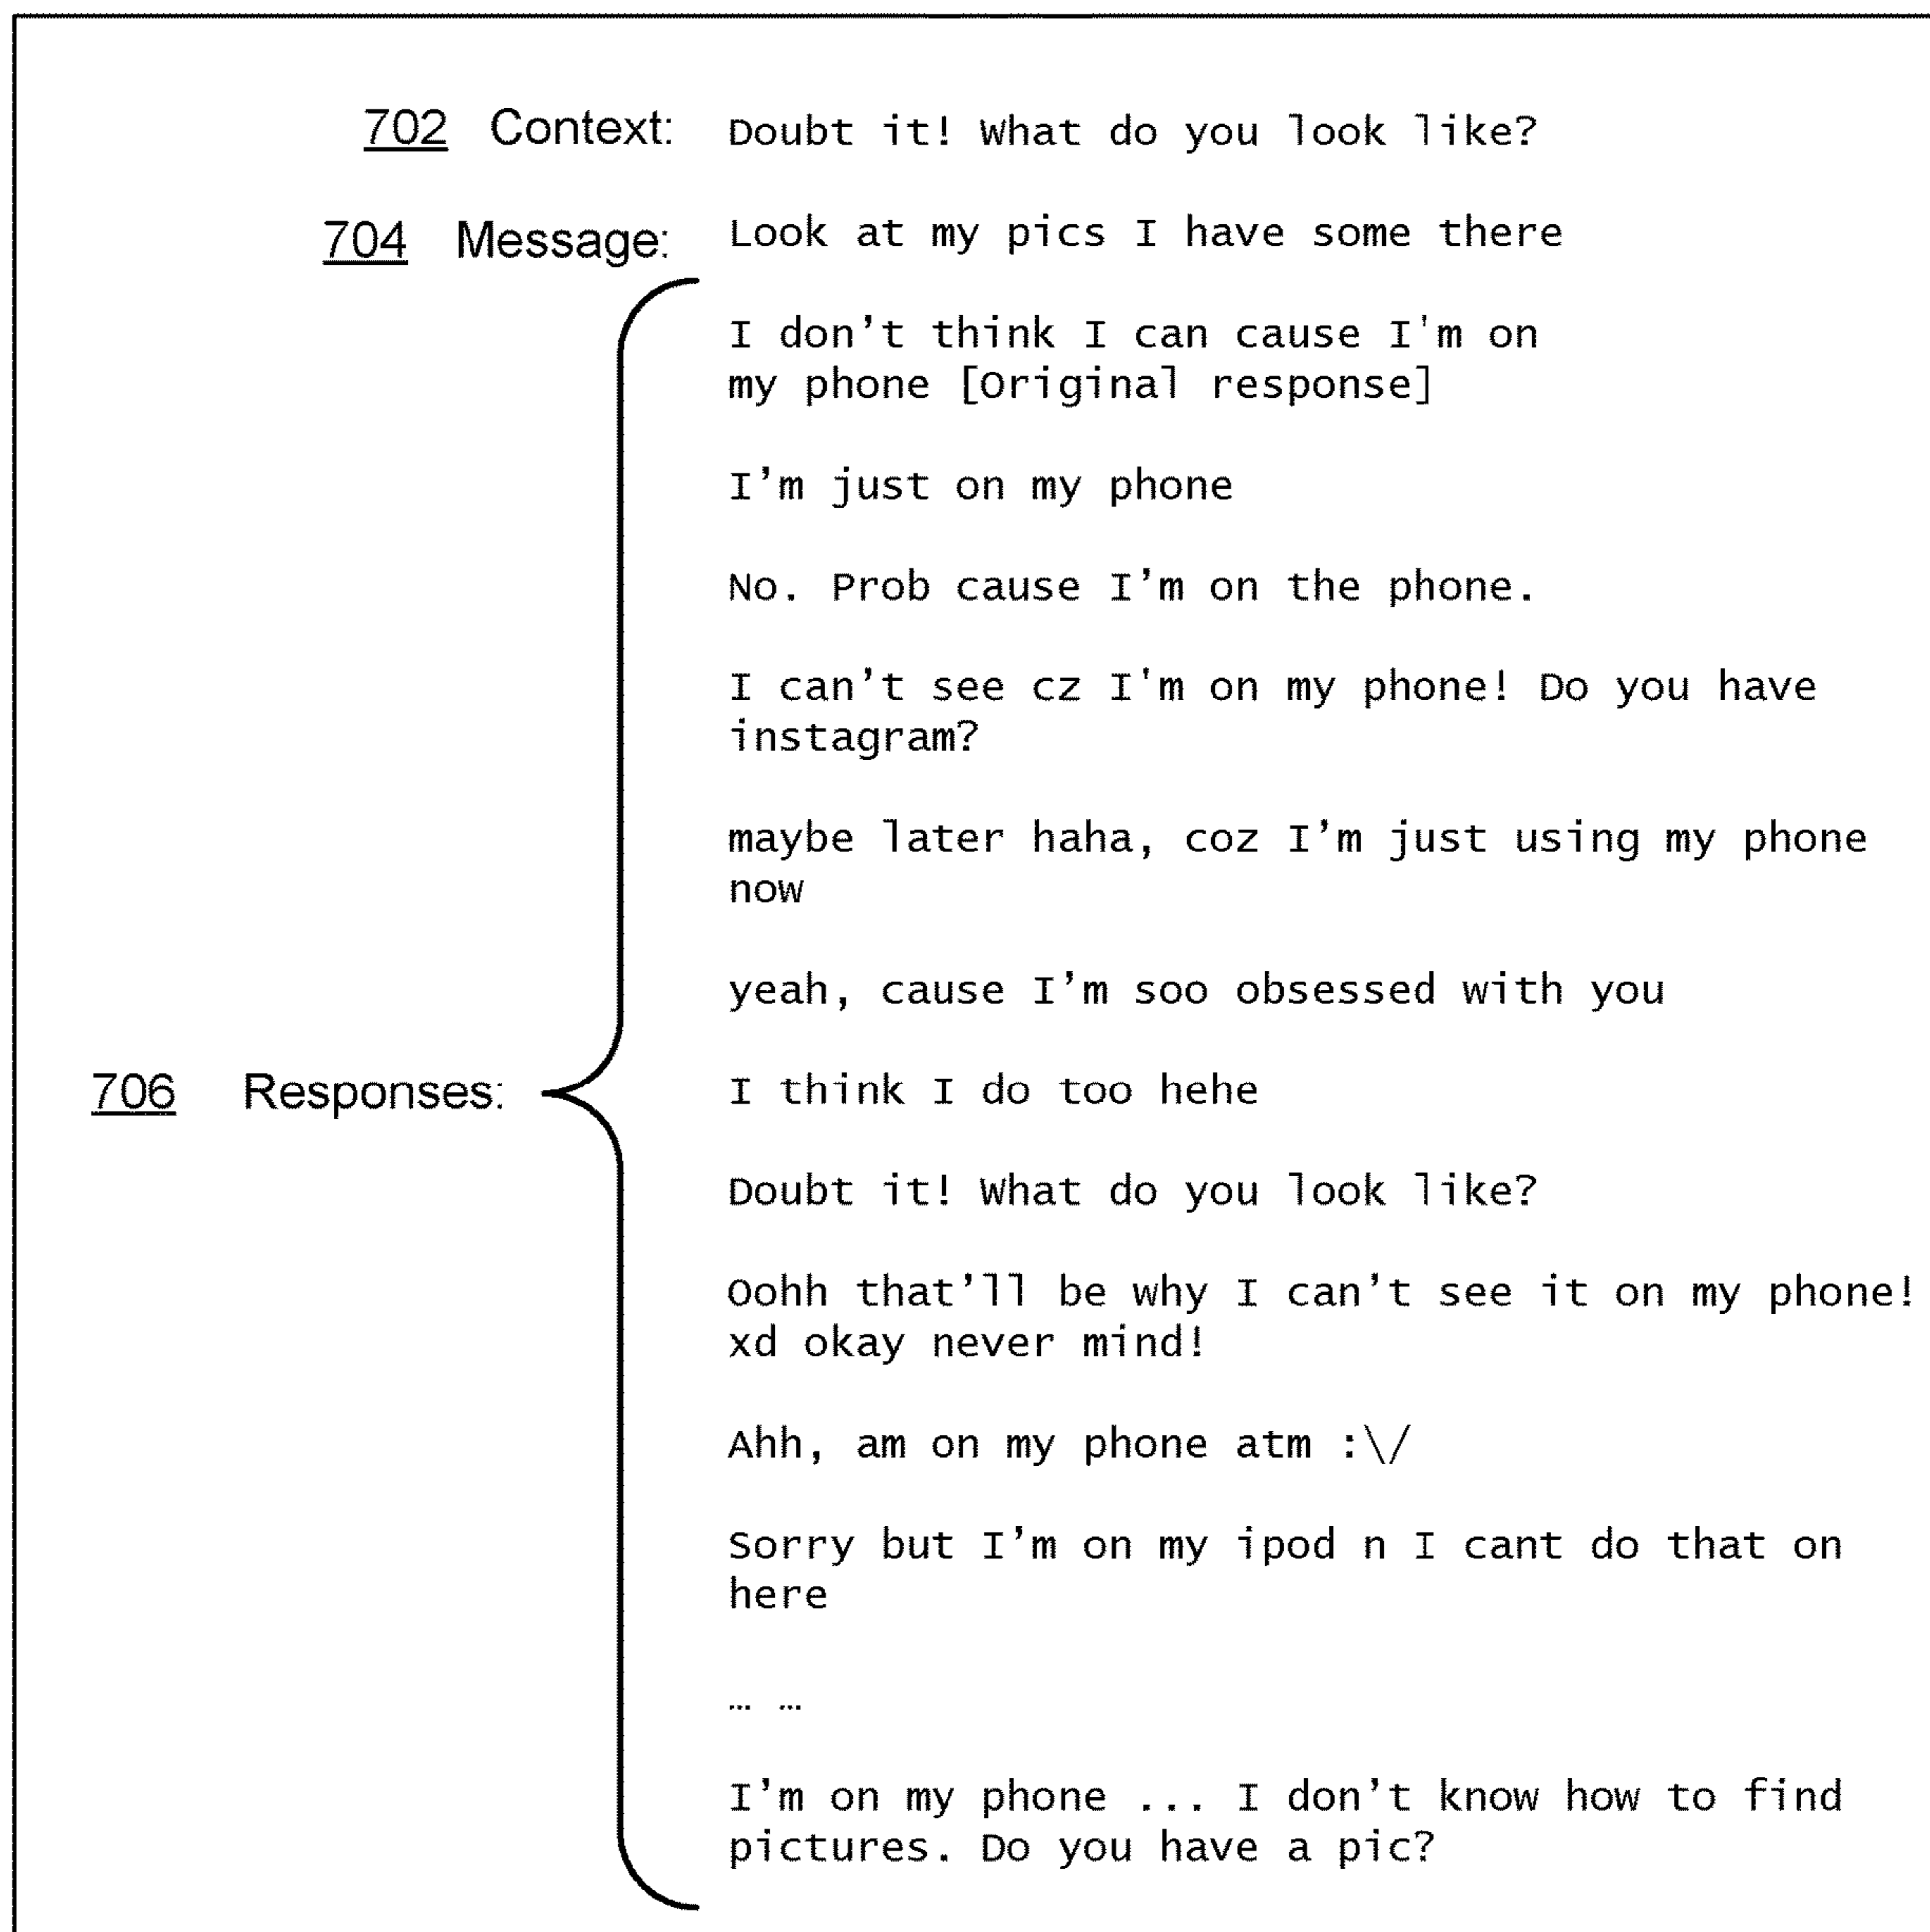 702 Context: Doubt it! What do you look like?
704 Message: Look at my pics I have some there
I don’t think I can cause I'm on
my phone [Original response]
I’m just on my phone
No. Prob cause I’m on the phone.
I can’t see cz I'm on my phone! Do you have
instagram?
maybe later haha, coz I’m just using my phone
now
yeah, cause I’m soo obsessed with you
706 Responses: I think I do too hehe
Doubt it! What do you look like?
Oohh that’ll be why I can’t see it on my phone!
xd okay never mind!
Ahh, am on my phone atm :\/
Sorry but I’m on my ipod n I cant do that on
here
… …
I’m on my phone ... I don’t know how to find
pictures. Do you have a pic?